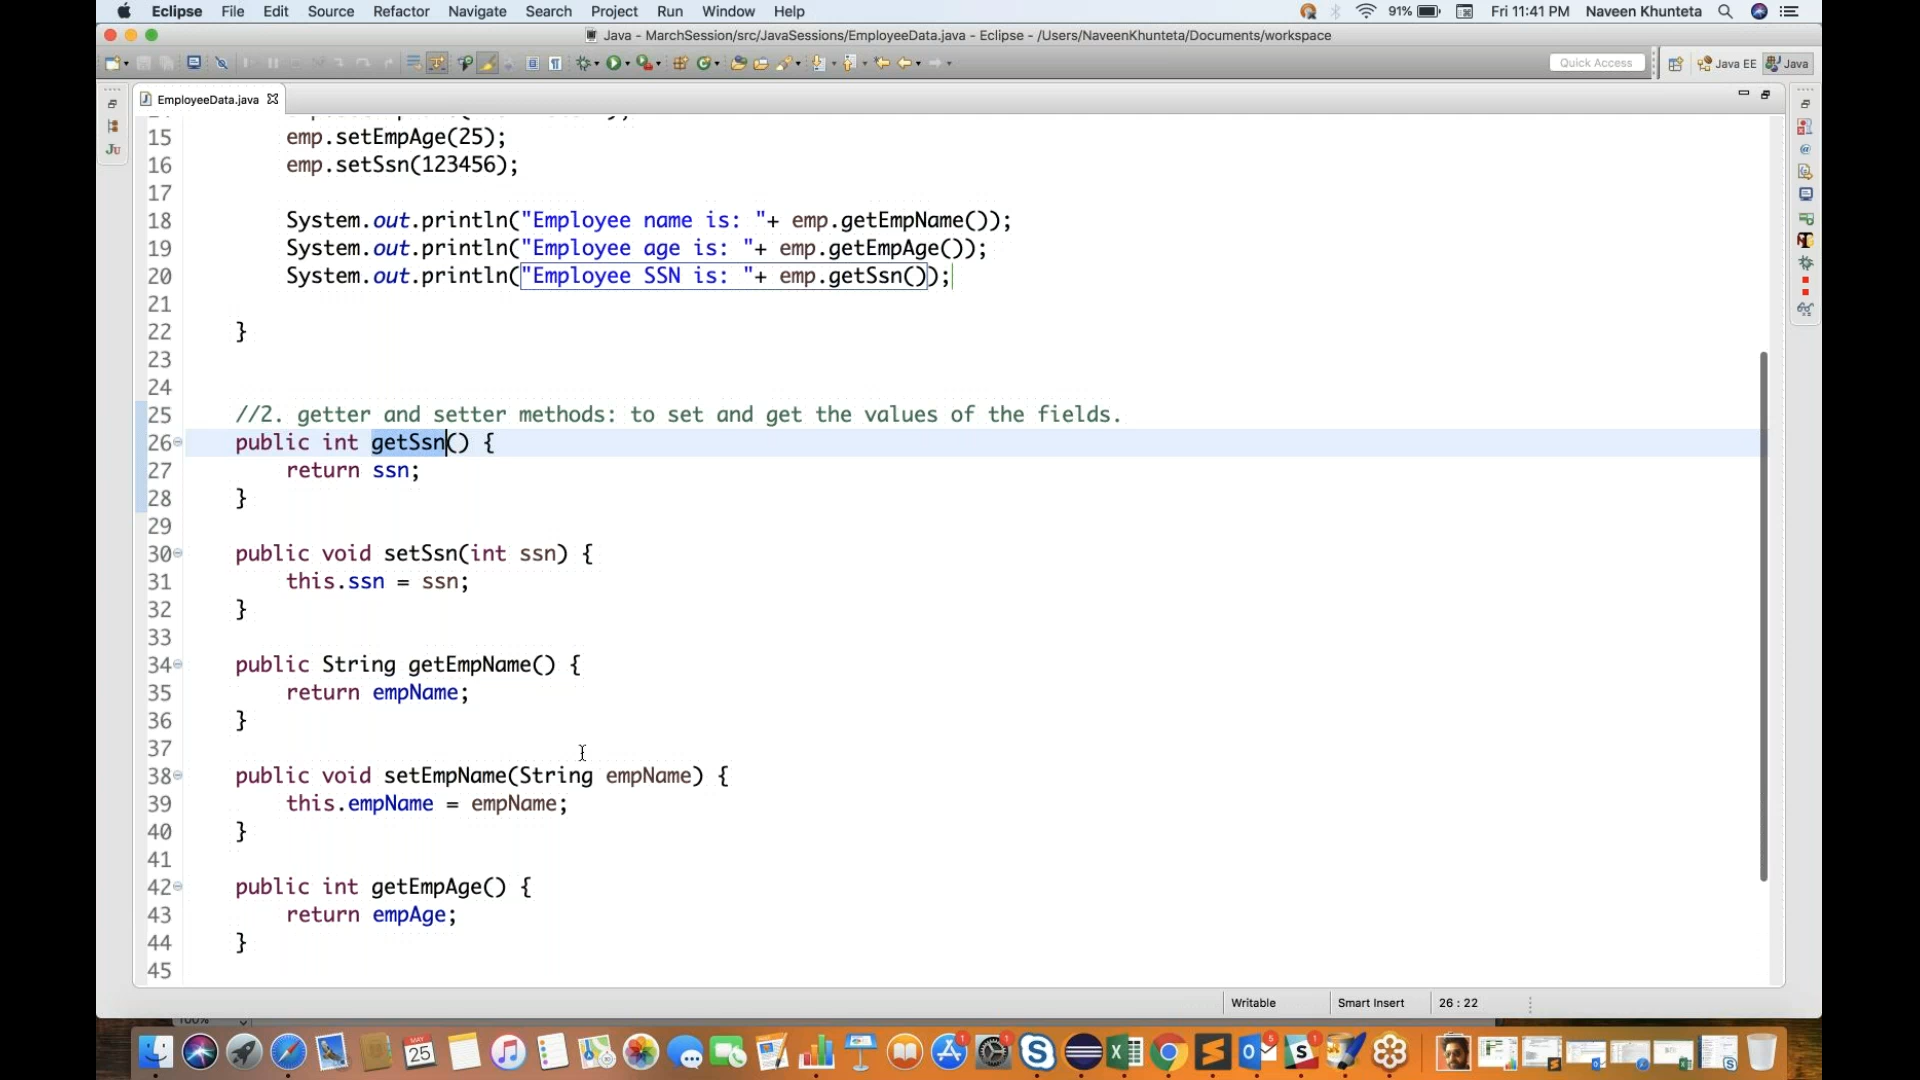 Eclipse File Edit Source Refactor Navigate Search Project Run Window Help 91% Fri 11:41 PM Naveen Khunteta
Java - MarchSession/src/JavaSessions/EmployeeData.java - Eclipse - /Users/NaveenKhunteta/Documents/workspace
Quick Access Java EE Java
EmployeeData.java
15 emp.setEmpAge(25);
16 emp.setSsn(123456);
17
18 System.out.println("Employee name is: "+ emp.getEmpName());
19 System.out.println("Employee age is: "+ emp.getEmpAge());
20 System.out.println("Employee SSN is: "+ emp.getSsn());
21
22 }
23
24
25 //2. getter and setter methods: to set and get the values of the fields.
26 public int getSsn() {
27 return ssn;
28 }
29
30 public void setSsn(int ssn) {
31 this.ssn = ssn;
32 }
33
34 public String getEmpName() {
35 return empName;
36 }
37
38 public void setEmpName(String empName) {
39 this.empName = empName;
40 }
41
42 public int getEmpAge() {
43 return empAge;
44 }
45
Writable Smart Insert 26 : 22